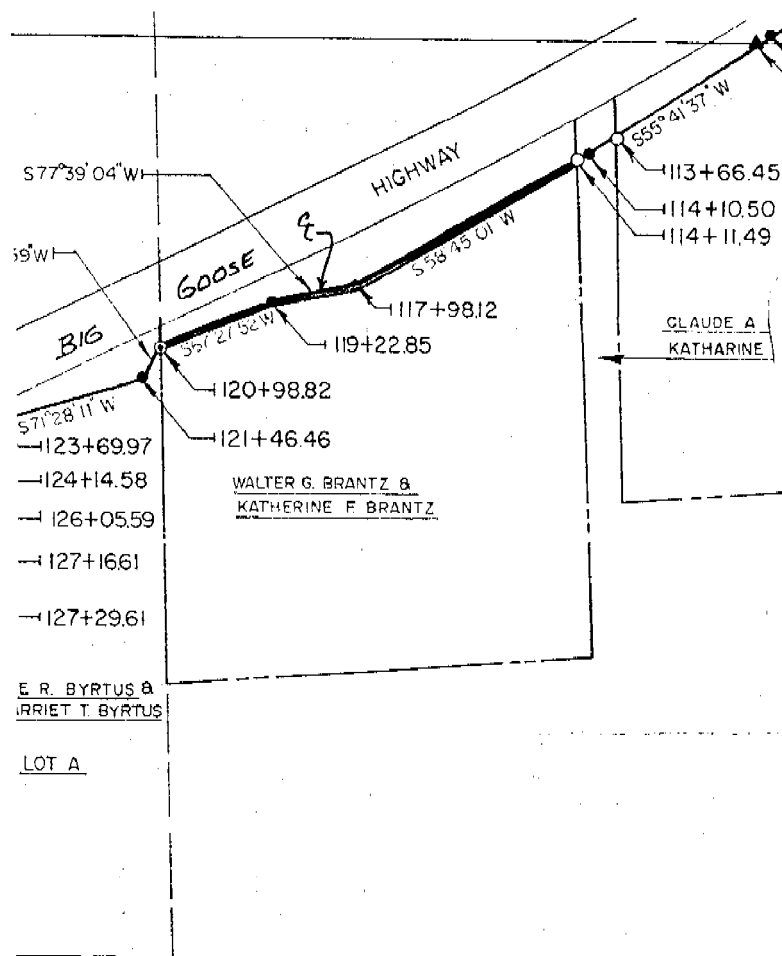 S55°41'37"W
S77°39'04"W
HIGHWAY
113+66.45
114+10.50
114+11.49
S 58°45'01" W
GOOSE
117+98.12
BIG
119+22.85
CLAUDE A
KATHARINE
120+98.82
S71°28'11" W
121+46.46
123+69.97
124+14.58
WALTER G. BRANTZ &
KATHERINE F. BRANTZ
126+05.59
127+16.61
127+29.61
E R. BYRTUS &
RRIET T. BYRTUS
LOT A